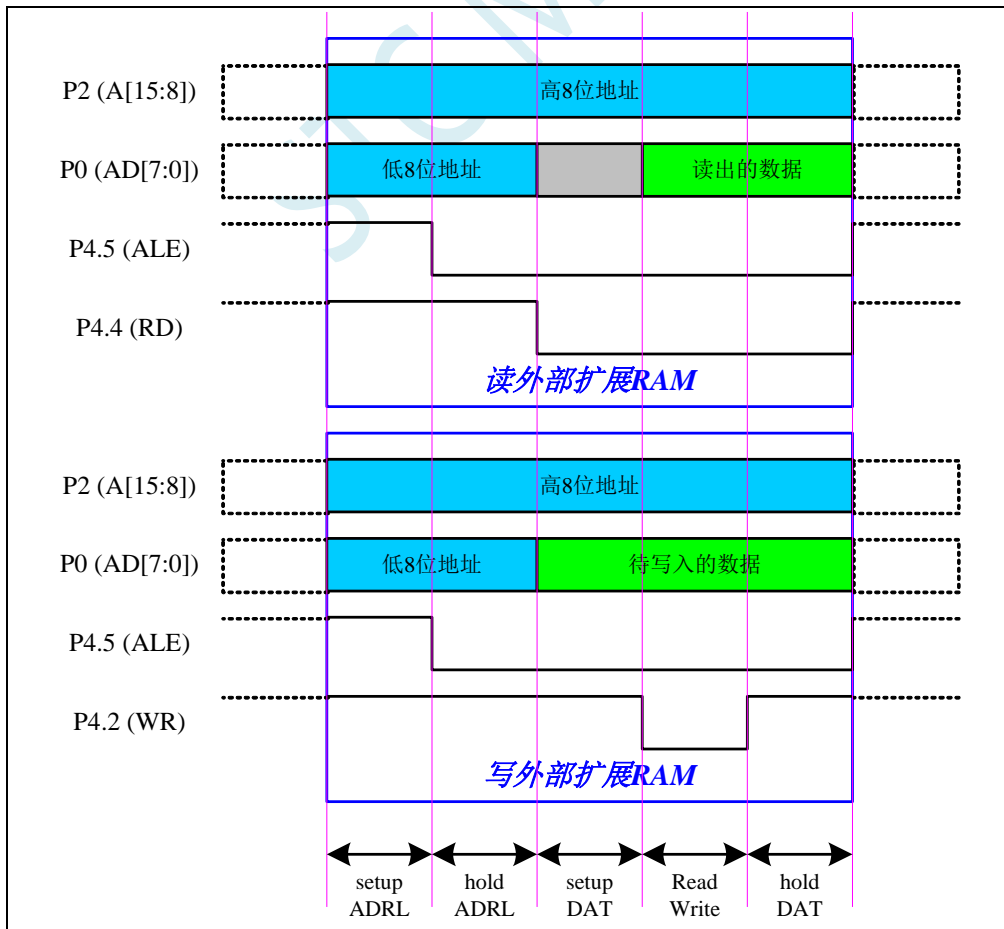 P2 (A[15:8])
高8位地址
P0 (AD[7:0])
低8位地址
读出的数据
P4.5 (ALE)
P4.4 (RD)
读外部扩展RAM
P2 (A[15:8])
高8位地址
P0 (AD[7:0])
低8位地址
待写入的数据
P4.5 (ALE)
P4.2 (WR)
写外部扩展RAM
setup
ADRL
hold
ADRL
setup
DAT
Read
Write
hold
DAT